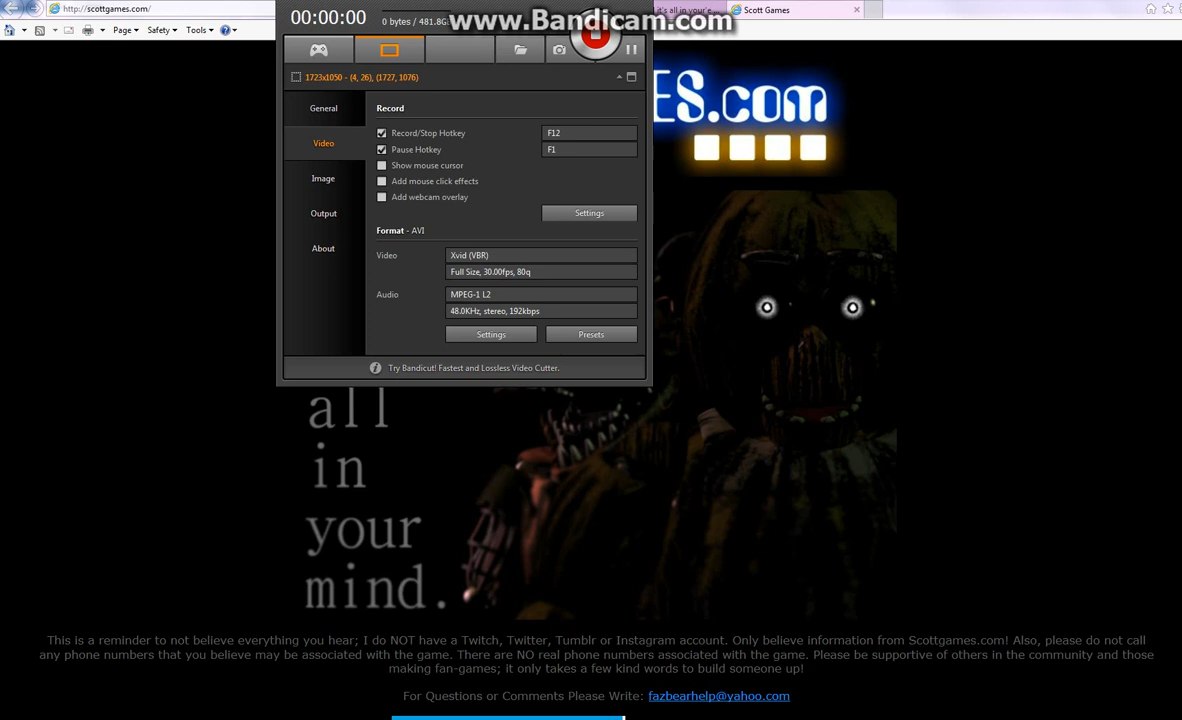 http://scottgames.com/
it's all in your'e ...
Scott Games
www.Bandicam.com
00:00:00
0 bytes / 481.8G
Page
Safety
Tools
1723x1050 - (4, 26), (1727, 1076)
General
Video
Image
Output
About
Record
Record/Stop Hotkey
F12
Pause Hotkey
F1
Show mouse cursor
Add mouse click effects
Add webcam overlay
Settings
Format - AVI
Video
Xvid (VBR)
Full Size, 30.00fps, 80q
Audio
MPEG-1 L2
48.0KHz, stereo, 192kbps
Settings
Presets
Try Bandicut! Fastest and Lossless Video Cutter.
ES.com
all
in
your
mind.
This is a reminder to not believe everything you hear; I do NOT have a Twitch, Twitter, Tumblr or Instagram account. Only believe information from Scottgames.com! Also, please do not call
any phone numbers that you believe may be associated with the game. There are NO real phone numbers associated with the game. Please be supportive of others in the community and those
making fan-games; it only takes a few kind words to build someone up!
For Questions or Comments Please Write: fazbearhelp@yahoo.com